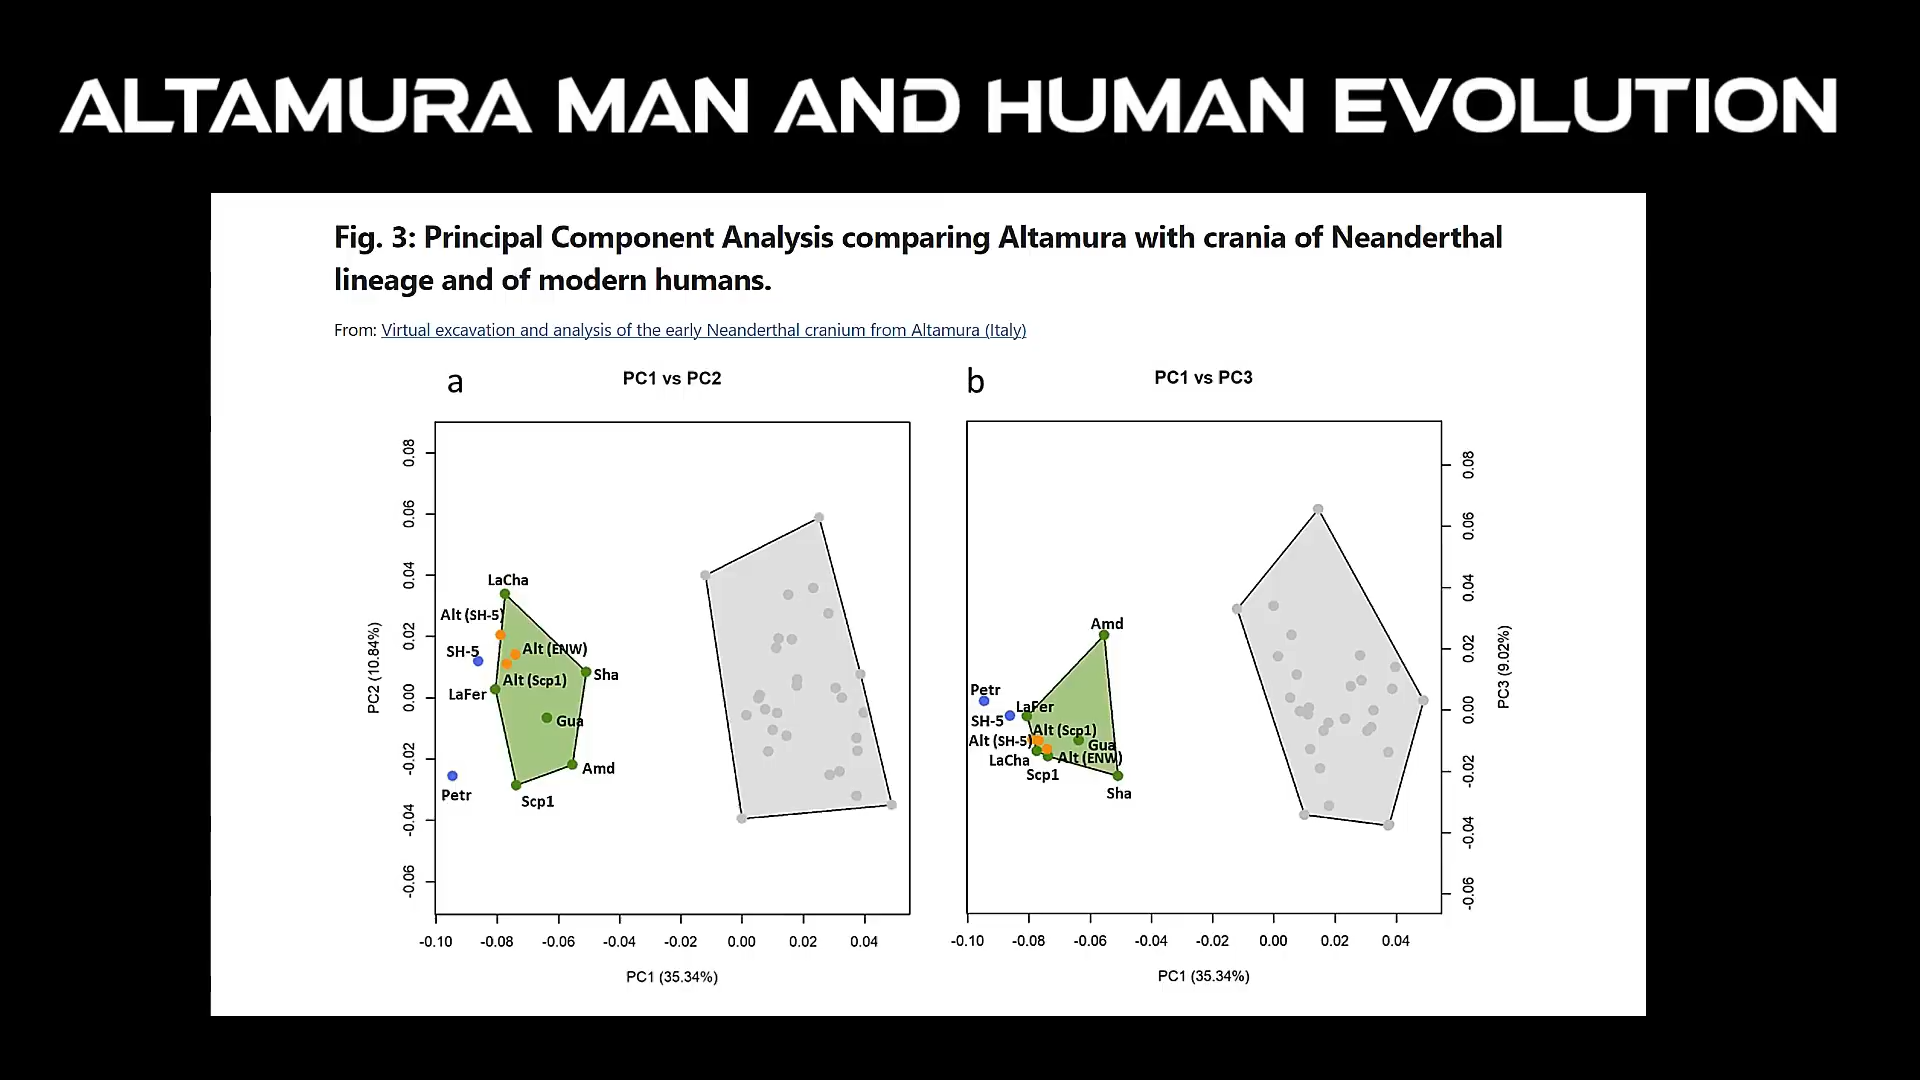 ALTAMURA MAN AND HUMAN EVOLUTION
Fig. 3: Principal Component Analysis comparing Altamura with crania of Neanderthal
lineage and of modern humans.
From: Virtual excavation and analysis of the early Neanderthal cranium from Altamura (Italy)
a
PC1 vs PC2
PC2 (10.84%)
0.08
0.06
0.04
0.02
0.00
-0.02
-0.04
-0.06
LaCha
Alt (SH-5)
SH-5
Alt (ENW)
Alt (Scp1)
Sha
LaFer
Gua
Amd
Petr
Scp1
-0.10 -0.08 -0.06 -0.04 -0.02 0.00 0.02 0.04
PC1 (35.34%)
b
PC1 vs PC3
Amd
Petr
LaFer
SH-5
Alt (Scp1)
Alt (SH-5)
Gua
LaCha
Alt (ENW)
Scp1
Sha
0.08
0.06
0.04
0.02
0.00
-0.02
-0.04
-0.06
PC3 (9.02%)
-0.10 -0.08 -0.06 -0.04 -0.02 0.00 0.02 0.04
PC1 (35.34%)